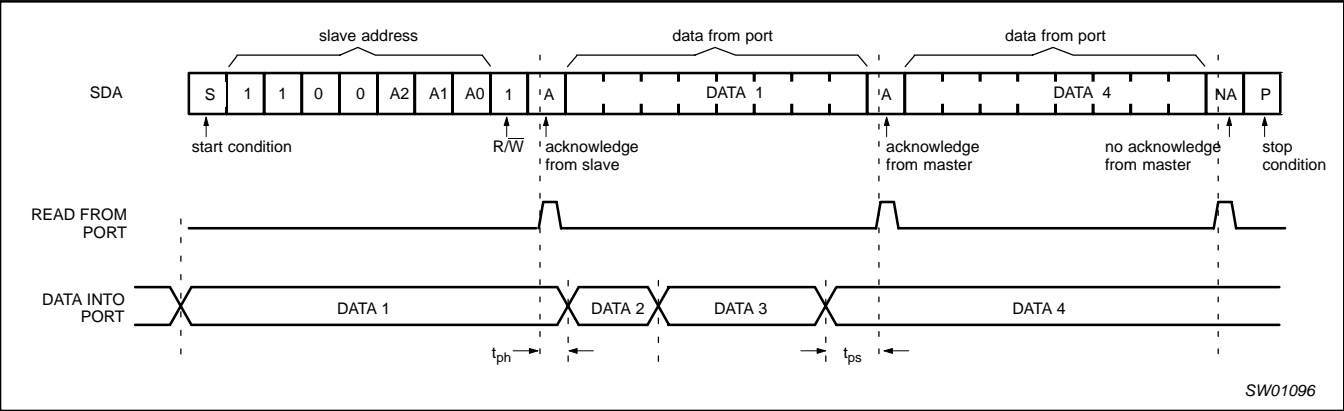 slave address data from port data from port
SDA S 1 1 0 0 A2 A1 A0 1 A DATA 1 A DATA 4 NA P
start condition R/W̅ acknowledge from slave acknowledge from master no acknowledge from master stop condition
READ FROM
PORT
DATA INTO
PORT
DATA 1 DATA 2 DATA 3 DATA 4
tph tps
SW01096